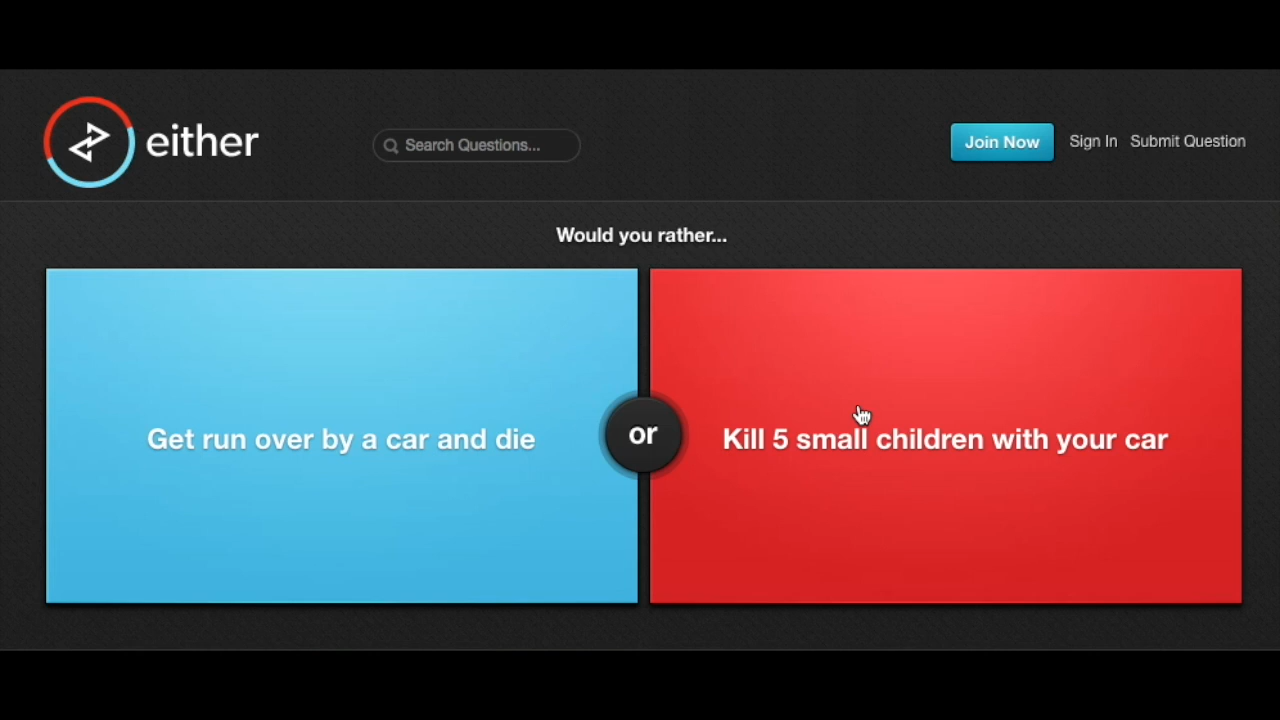 either
Search Questions...
Join Now
Sign In
Submit Question
Would you rather...
Get run over by a car and die
or
Kill 5 small children with your car